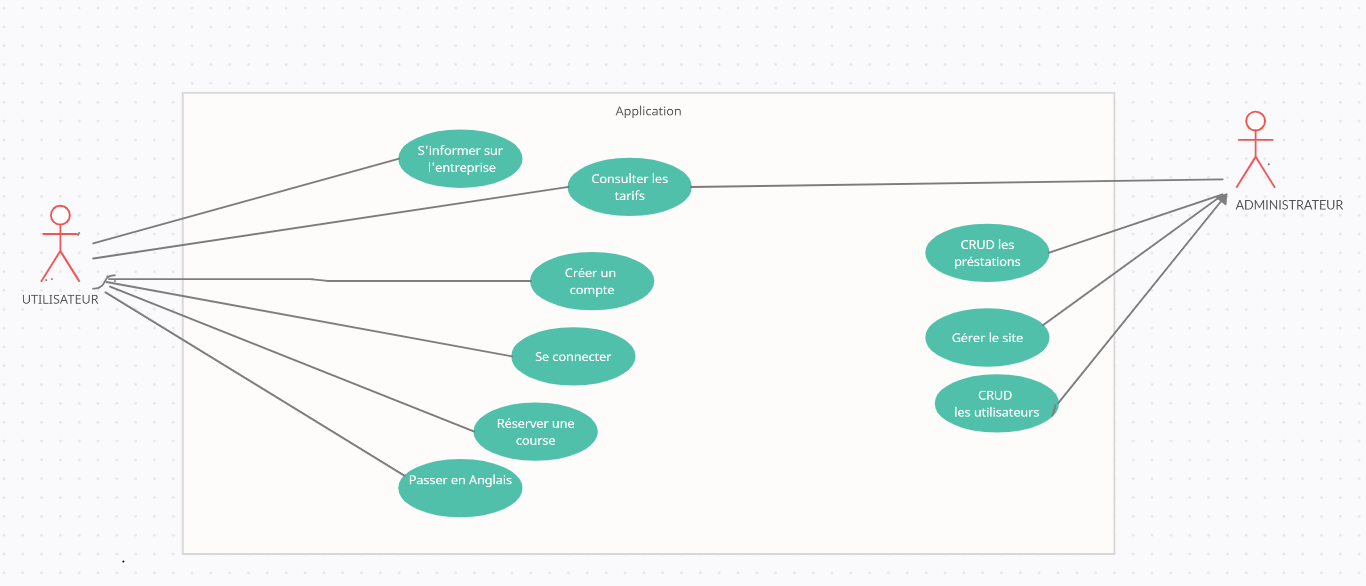 Application
S'informer sur
l'entreprise
Consulter les
tarifs
ADMINISTRATEUR
CRUD les
préstations
Créer un
compte
UTILISATEUR
Gérer le site
Se connecter
CRUD
les utilisateurs
Réserver une
course
Passer en Anglais